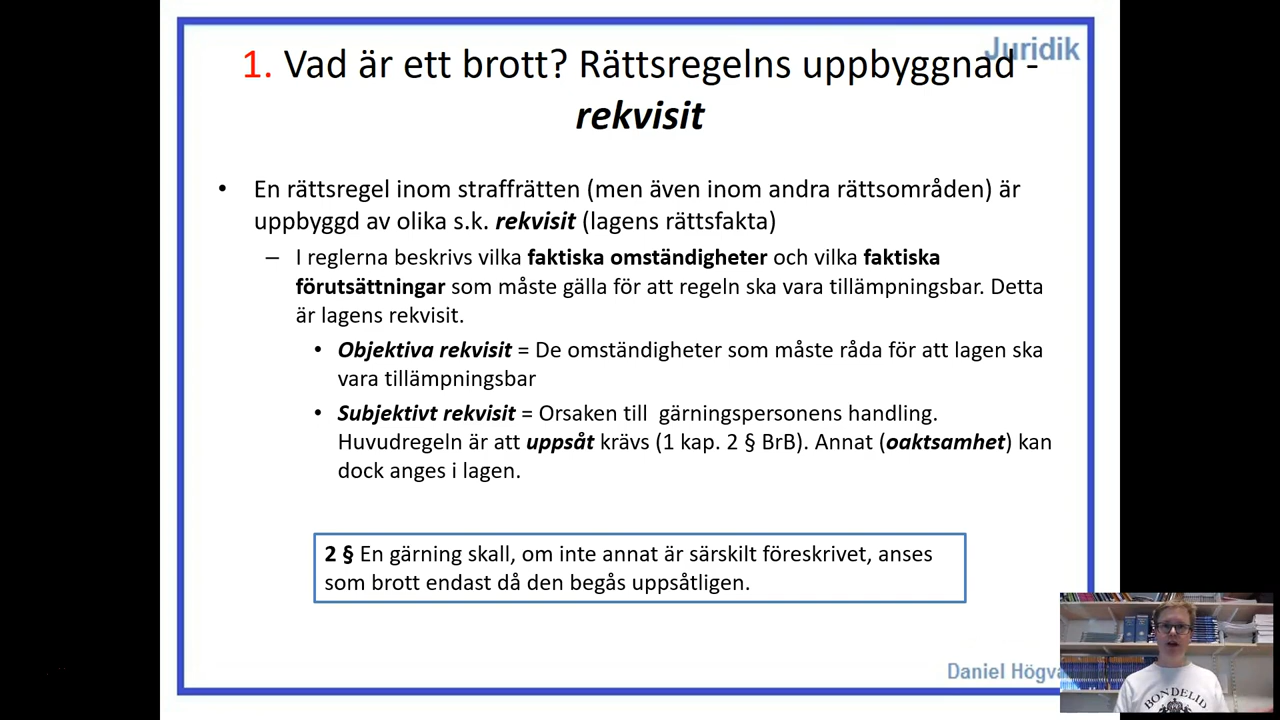 Juridik
1. Vad är ett brott? Rättsregelns uppbyggnad -
rekvisit
• En rättsregel inom straffrätten (men även inom andra rättsområden) är
uppbyggd av olika s.k. rekvisit (lagens rättsfakta)
– I reglerna beskrivs vilka faktiska omständigheter och vilka faktiska
förutsättningar som måste gälla för att regeln ska vara tillämpningsbar. Detta
är lagens rekvisit.
• Objektiva rekvisit = De omständigheter som måste råda för att lagen ska
vara tillämpningsbar
• Subjektivt rekvisit = Orsaken till  gärningspersonens handling.
Huvudregeln är att uppsåt krävs (1 kap. 2 § BrB). Annat (oaktsamhet) kan
dock anges i lagen.
2 § En gärning skall, om inte annat är särskilt föreskrivet, anses
som brott endast då den begås uppsåtligen.
Daniel
BONDELID